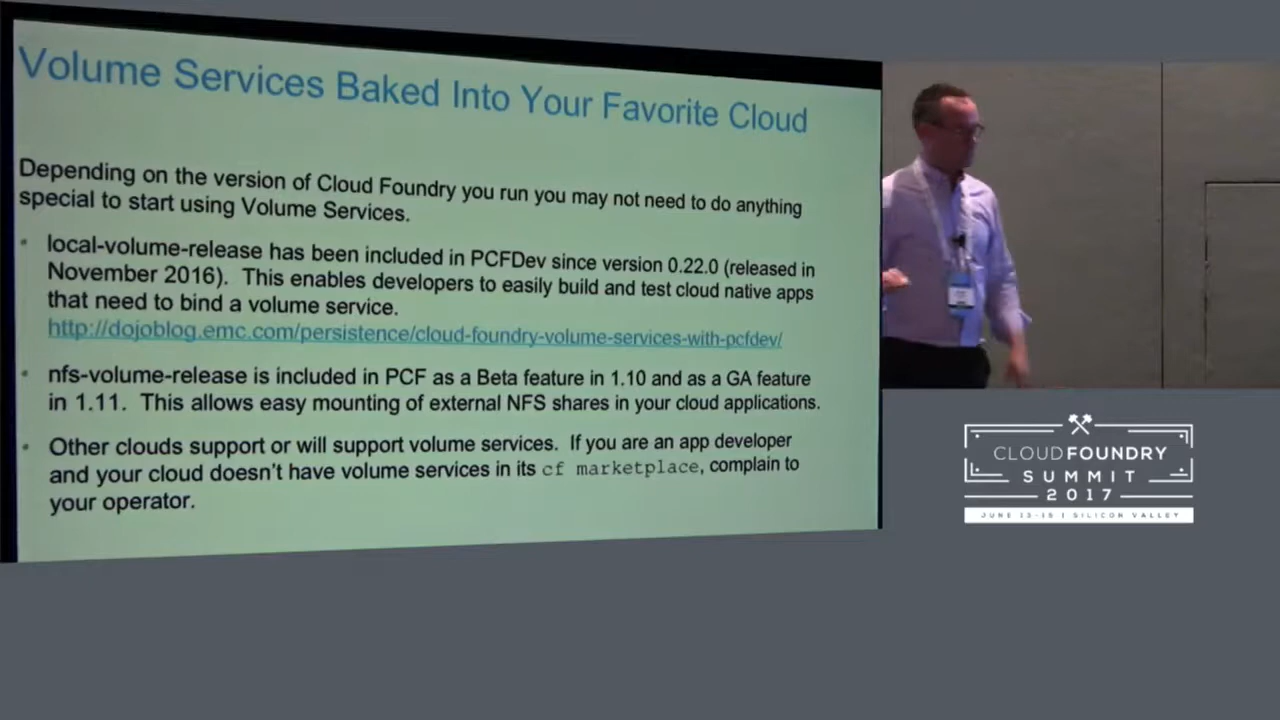 Volume Services Baked Into Your Favorite Cloud
Depending on the version of Cloud Foundry you run you may not need to do anything
special to start using Volume Services.
• local-volume-release has been included in PCFDev since version 0.22.0 (released in
November 2016).  This enables developers to easily build and test cloud native apps
that need to bind a volume service.
http://dojoblog.emc.com/persistence/cloud-foundry-volume-services-with-pcfdev/
• nfs-volume-release is included in PCF as a Beta feature in 1.10 and as a GA feature
in 1.11.  This allows easy mounting of external NFS shares in your cloud applications.
• Other clouds support or will support volume services.  If you are an app developer
and your cloud doesn't have volume services in its cf marketplace, complain to
your operator.
CLOUD FOUNDRY
SUMMIT
2017
JUNE 13-15 | SILICON VALLEY